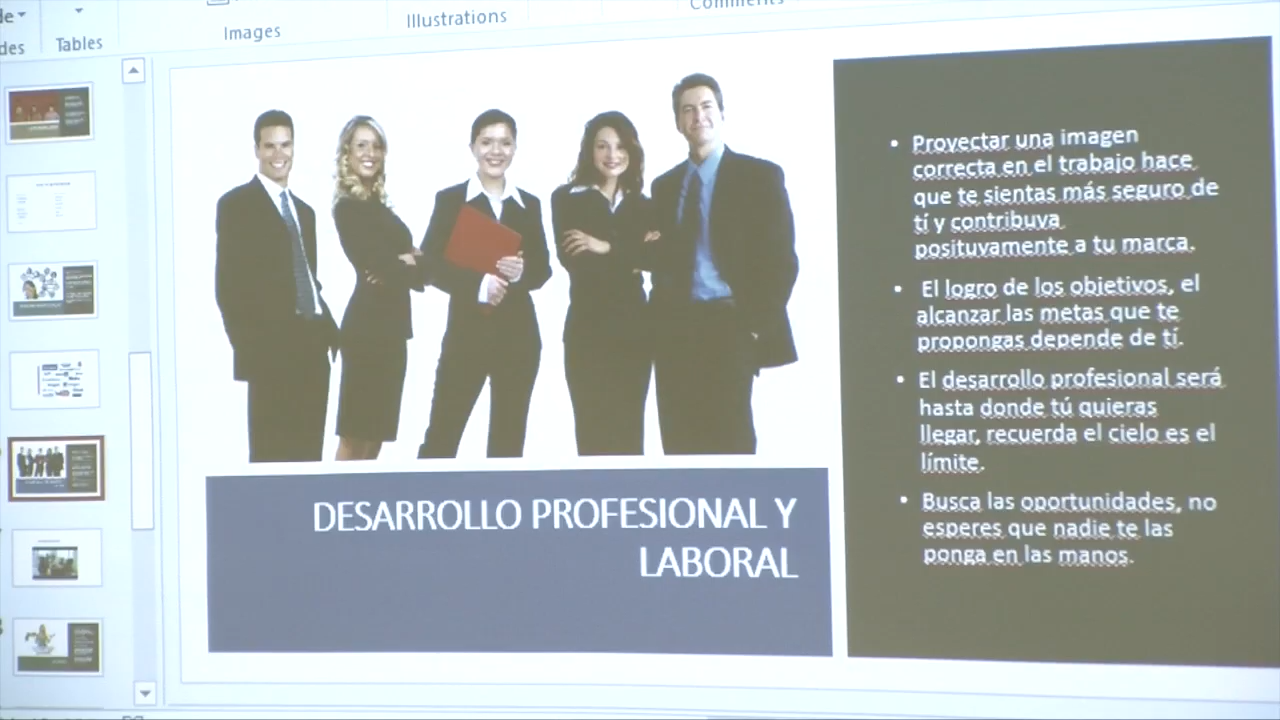 Tables
Images
Illustrations
Comments
DESARROLLO PROFESIONAL Y
LABORAL
• Proyectar una imagen
correcta en el trabajo hace
que te sientas más seguro de
tí y contribuya
posituvamente a tu marca.
• El logro de los objetivos, el
alcanzar las metas que te
propongas depende de tí.
• El desarrollo profesional será
hasta donde tú quieras
llegar, recuerda el cielo es el
límite.
• Busca las oportunidades, no
esperes que nadie te las
ponga en las manos.